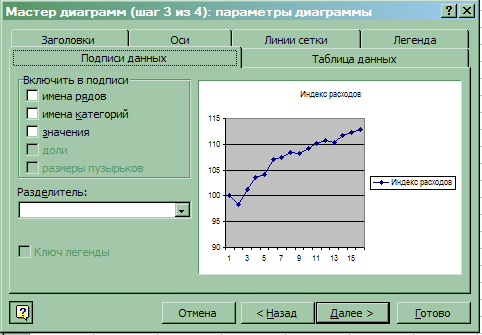 Мастер диаграмм (шаг 3 из 4): параметры диаграммы
Заголовки Оси Линии сетки Легенда
Подписи данных Таблица данных
Включить в подписи
имена рядов
имена категорий
значения
доли
размеры пузырьков
Разделитель:
Ключ легенды
Индекс расходов
115
110
105
100
95
90
1 3 5 7 9 11 13 15
Индекс расходов
Отмена < Назад Далее > Готово